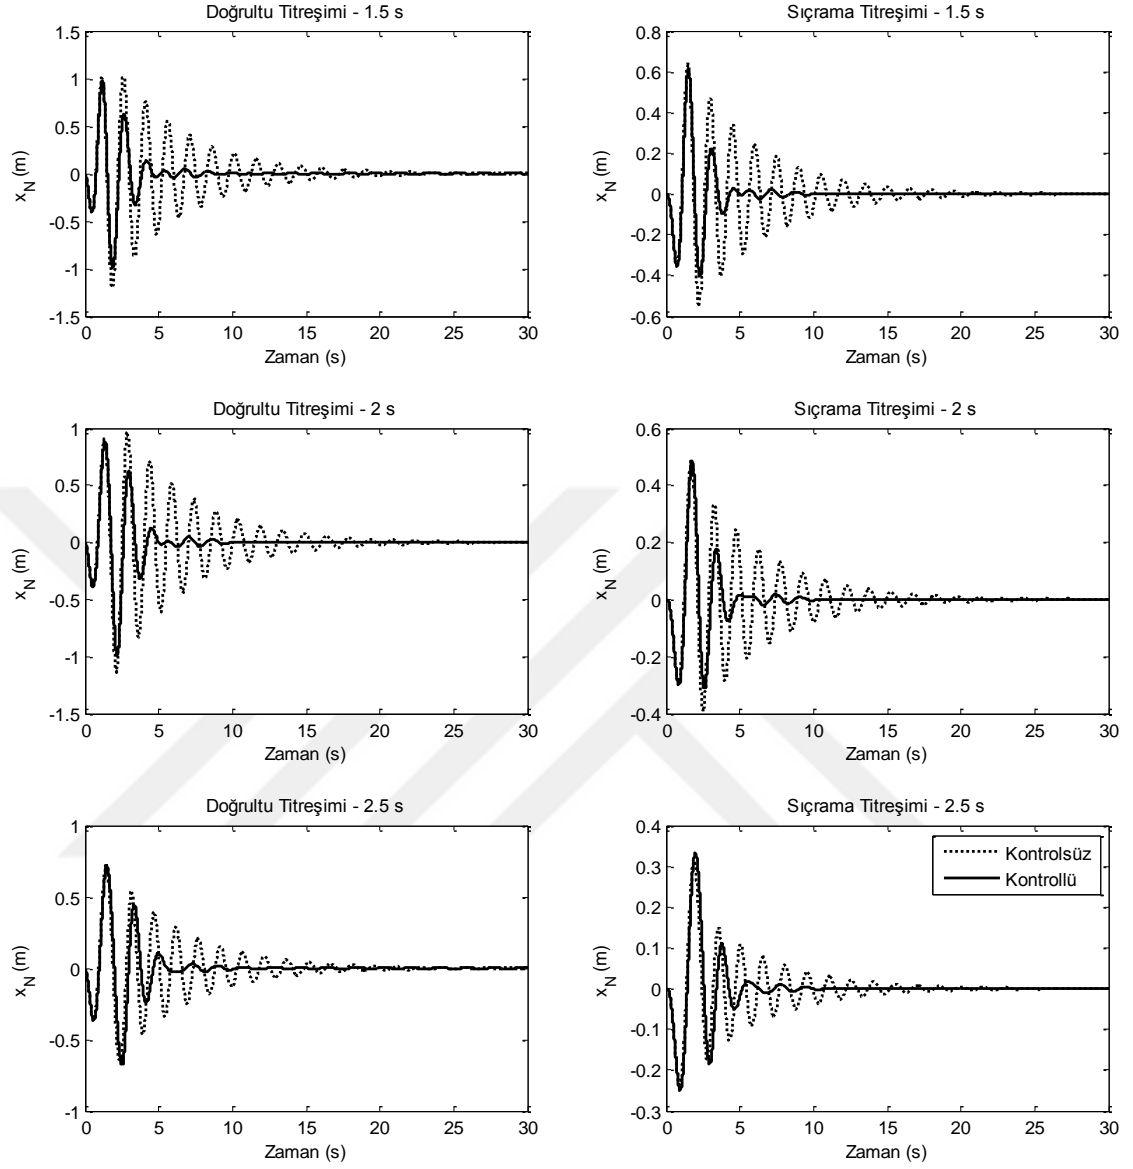 Doğrultu Titreşimi - 1.5 s
1.5
1
0.5
0
-0.5
-1
-1.5
x_N (m)
0 5 10 15 20 25 30
Zaman (s)
Sıçrama Titreşimi - 1.5 s
0.8
0.6
0.4
0.2
0
-0.2
-0.4
-0.6
x_N (m)
0 5 10 15 20 25 30
Zaman (s)
Doğrultu Titreşimi - 2 s
1
0.5
0
-0.5
-1
-1.5
x_N (m)
0 5 10 15 20 25 30
Zaman (s)
Sıçrama Titreşimi - 2 s
0.6
0.4
0.2
0
-0.2
-0.4
x_N (m)
0 5 10 15 20 25 30
Zaman (s)
Doğrultu Titreşimi - 2.5 s
1
0.5
0
-0.5
-1
x_N (m)
0 5 10 15 20 25 30
Zaman (s)
Sıçrama Titreşimi - 2.5 s
0.4
0.3
0.2
0.1
0
-0.1
-0.2
-0.3
x_N (m)
Kontrolsüz
Kontrollü
0 5 10 15 20 25 30
Zaman (s)